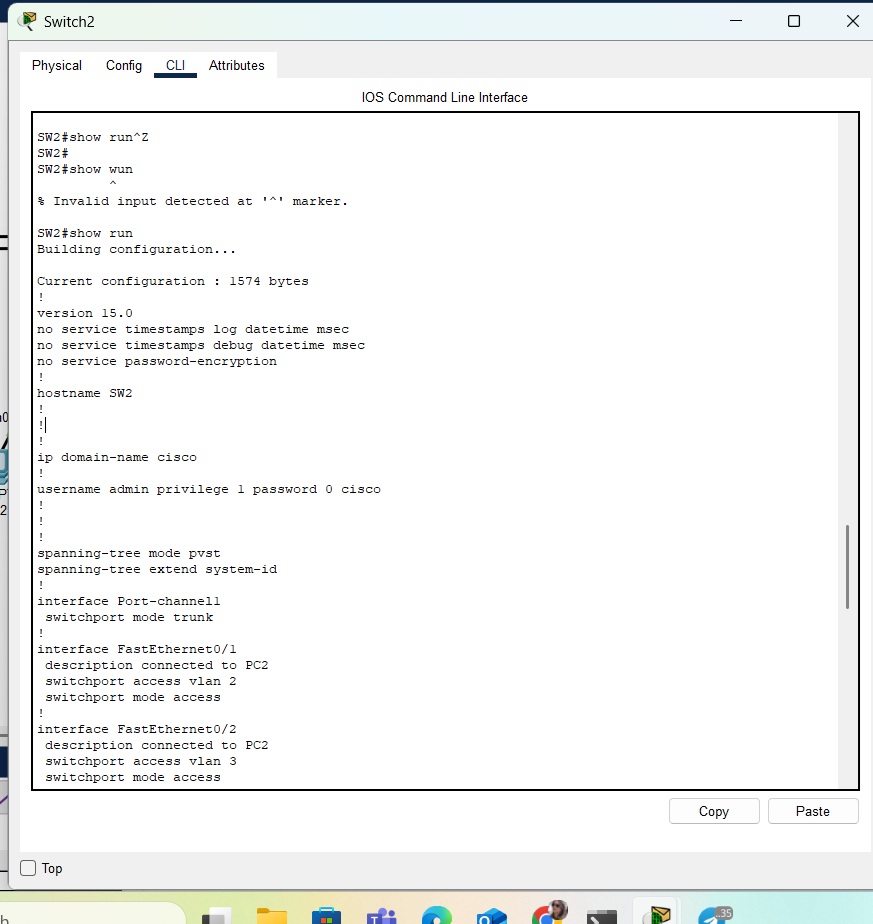 Switch2
Physical Config CLI Attributes
IOS Command Line Interface
SW2#show run^Z
SW2#
SW2#show wun
^
% Invalid input detected at '^' marker.
SW2#show run
Building configuration...
Current configuration : 1574 bytes
!
version 15.0
no service timestamps log datetime msec
no service timestamps debug datetime msec
no service password-encryption
!
hostname SW2
!
!
!
ip domain-name cisco
!
username admin privilege 1 password 0 cisco
!
!
!
spanning-tree mode pvst
spanning-tree extend system-id
!
interface Port-channel1
switchport mode trunk
!
interface FastEthernet0/1
description connected to PC2
switchport access vlan 2
switchport mode access
!
interface FastEthernet0/2
description connected to PC2
switchport access vlan 3
switchport mode access
Copy Paste
Top